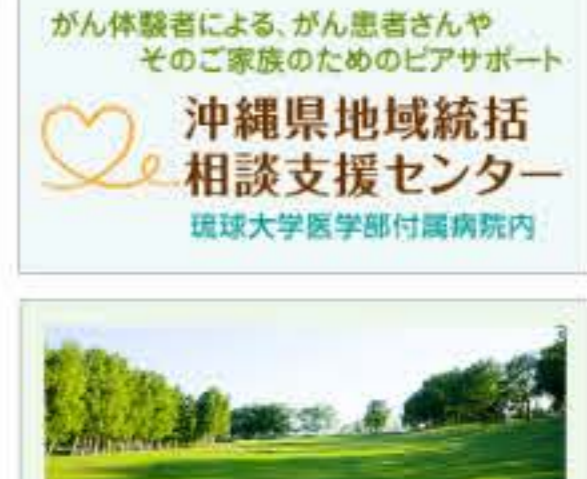 がん体験者による、がん患者さんや
そのご家族のためのピアサポート
沖縄県地域統括
相談支援センター
琉球大学医学部付属病院内